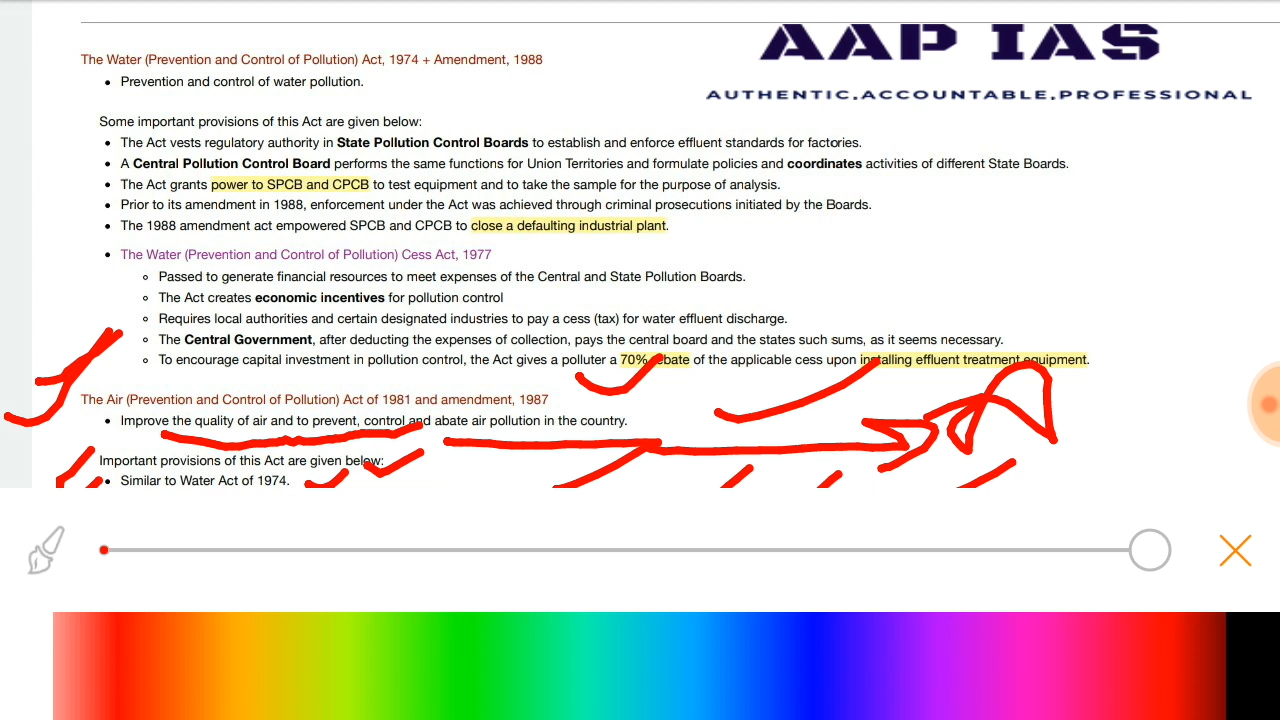 AAP IAS
AUTHENTIC,ACCOUNTABLE,PROFESSIONAL
The Water (Prevention and Control of Pollution) Act, 1974 + Amendment, 1988
• Prevention and control of water pollution.
Some important provisions of this Act are given below:
• The Act vests regulatory authority in State Pollution Control Boards to establish and enforce effluent standards for factories.
• A Central Pollution Control Board performs the same functions for Union Territories and formulate policies and coordinates activities of different State Boards.
• The Act grants power to SPCB and CPCB to test equipment and to take the sample for the purpose of analysis.
• Prior to its amendment in 1988, enforcement under the Act was achieved through criminal prosecutions initiated by the Boards.
• The 1988 amendment act empowered SPCB and CPCB to close a defaulting industrial plant.
• The Water (Prevention and Control of Pollution) Cess Act, 1977
◦ Passed to generate financial resources to meet expenses of the Central and State Pollution Boards.
◦ The Act creates economic incentives for pollution control
◦ Requires local authorities and certain designated industries to pay a cess (tax) for water effluent discharge.
◦ The Central Government, after deducting the expenses of collection, pays the central board and the states such sums, as it seems necessary.
◦ To encourage capital investment in pollution control, the Act gives a polluter a 70% rebate of the applicable cess upon installing effluent treatment equipment.
The Air (Prevention and Control of Pollution) Act of 1981 and amendment, 1987
• Improve the quality of air and to prevent, control and abate air pollution in the country.
Important provisions of this Act are given below:
• Similar to Water Act of 1974.